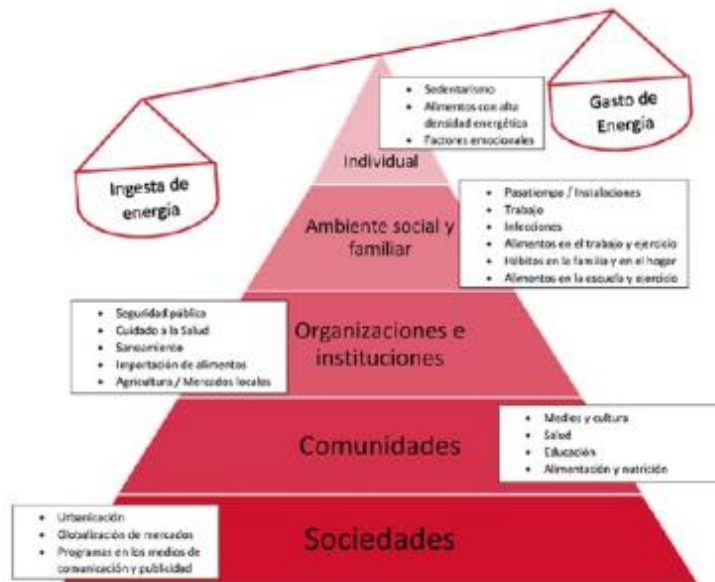 • Sedentarismo
• Alimentos con alta
densidad energética
• Factores emocionales
Gasto de
Energía
Ingesta de
energía
Individual
• Pasatiempo / Instalaciones
• Trabajo
• Infecciones
• Alimentos en el trabajo y ejercicio
• Hábitos en la familia y en el hogar
• Alimentos en la escuela y ejercicio
Ambiente social y
familiar
• Seguridad pública
• Cuidado a la Salud
• Saneamiento
• Importación de alimentos
• Agricultura / Mercados locales
Organizaciones e
instituciones
• Medios y cultura
• Salud
• Educación
• Alimentación y nutrición
Comunidades
• Urbanización
• Globalización de mercados
• Programas en los medios de
comunicación y publicidad
Sociedades